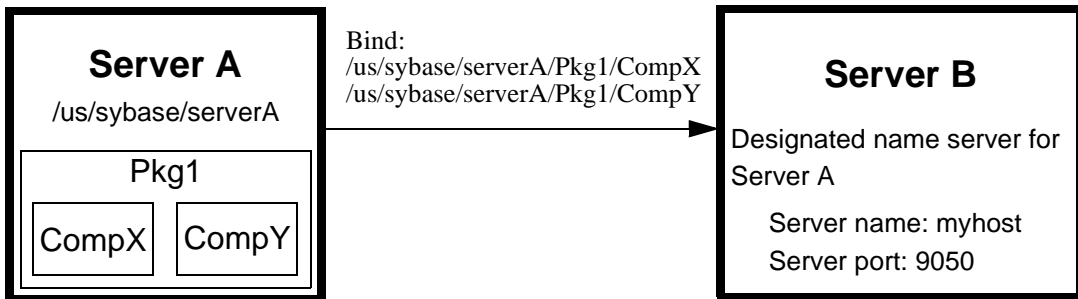 Server A
/us/sybase/serverA
Pkg1
CompX
CompY
Bind:
/us/sybase/serverA/Pkg1/CompX
/us/sybase/serverA/Pkg1/CompY
Server B
Designated name server for
Server A
Server name: myhost
Server port: 9050